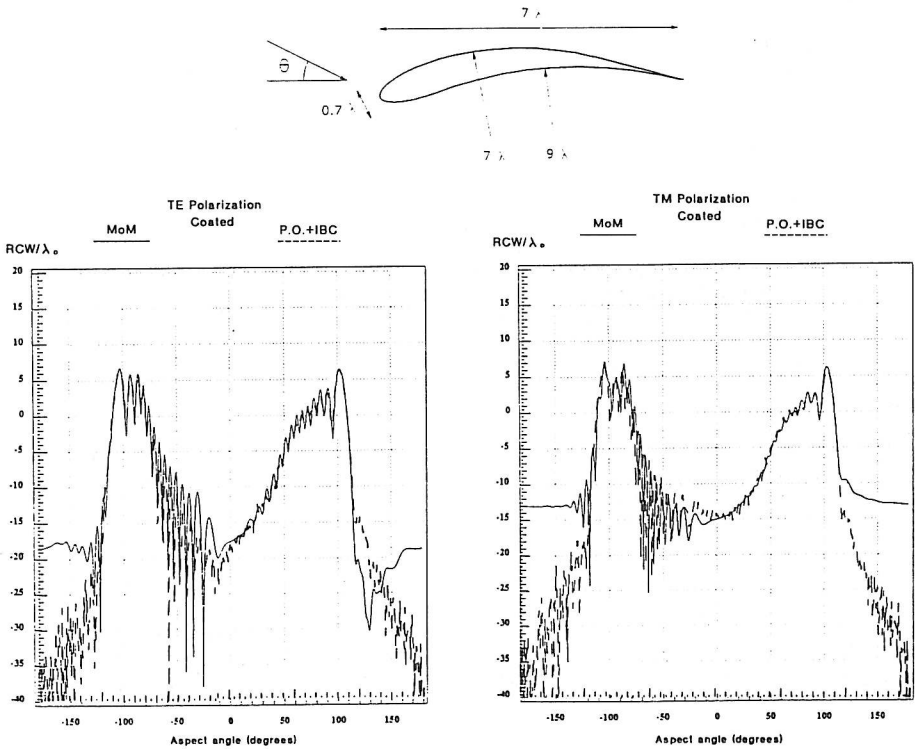 7 λ
θ
0.7 λ
7 λ
9 λ
TE Polarization
Coated
MoM
P.O.+IBC
RCW/λo
20
15
10
5
0
-5
-10
-15
-20
-25
-30
-35
-40
-150
-100
-50
0
50
100
150
Aspect angle (degrees)
TM Polarization
Coated
MoM
P.O.+IBC
RCW/λo
20
15
10
5
0
-5
-10
-15
-20
-25
-30
-35
-40
-150
-100
-50
0
50
100
150
Aspect angle (degrees)